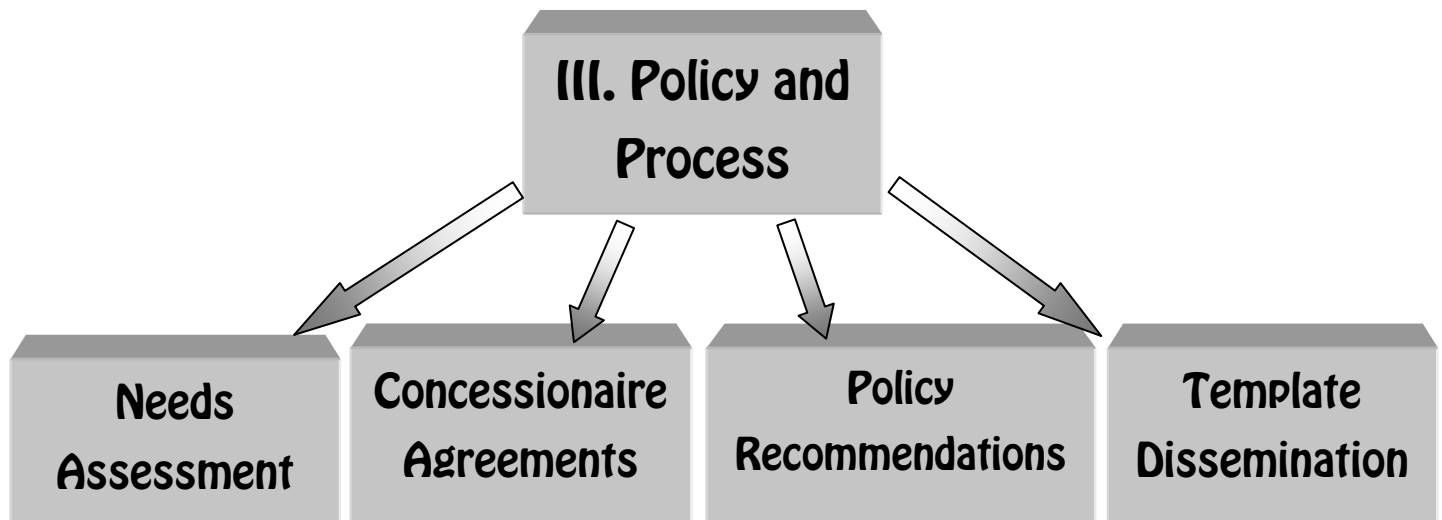 III. Policy and
Process
Needs
Assessment
Concessionaire
Agreements
Policy
Recommendations
Template
Dissemination